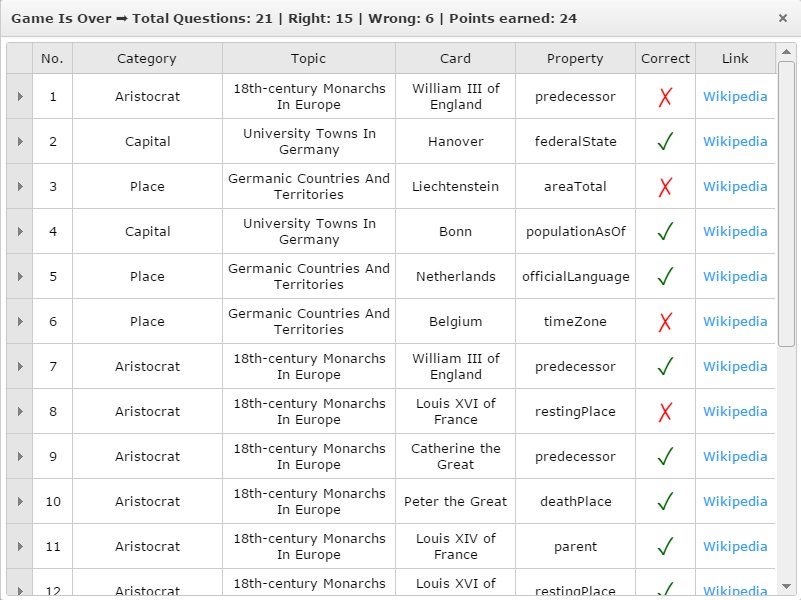 Game Is Over ➡ Total Questions: 21 | Right: 15 | Wrong: 6 | Points earned: 24
No. Category Topic Card Property Correct Link
1 Aristocrat 18th-century Monarchs In Europe William III of England predecessor ✗ Wikipedia
2 Capital University Towns In Germany Hanover federalState ✓ Wikipedia
3 Place Germanic Countries And Territories Liechtenstein areaTotal ✗ Wikipedia
4 Capital University Towns In Germany Bonn populationAsOf ✓ Wikipedia
5 Place Germanic Countries And Territories Netherlands officialLanguage ✓ Wikipedia
6 Place Germanic Countries And Territories Belgium timeZone ✗ Wikipedia
7 Aristocrat 18th-century Monarchs In Europe William III of England predecessor ✓ Wikipedia
8 Aristocrat 18th-century Monarchs In Europe Louis XVI of France restingPlace ✗ Wikipedia
9 Aristocrat 18th-century Monarchs In Europe Catherine the Great predecessor ✓ Wikipedia
10 Aristocrat 18th-century Monarchs In Europe Peter the Great deathPlace ✓ Wikipedia
11 Aristocrat 18th-century Monarchs In Europe Louis XIV of France parent ✓ Wikipedia
12 Aristocrat 18th-century Monarchs Louis XVI of restingPlace ✓ Wikipedia